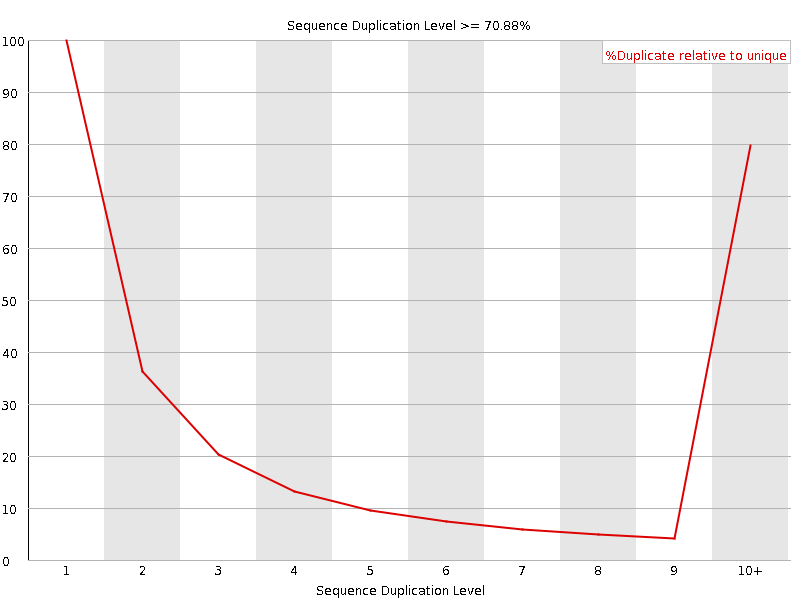 Sequence Duplication Level >= 70.88%
%Duplicate relative to unique
100
90
80
70
60
50
40
30
20
10
0
1 2 3 4 5 6 7 8 9 10+
Sequence Duplication Level